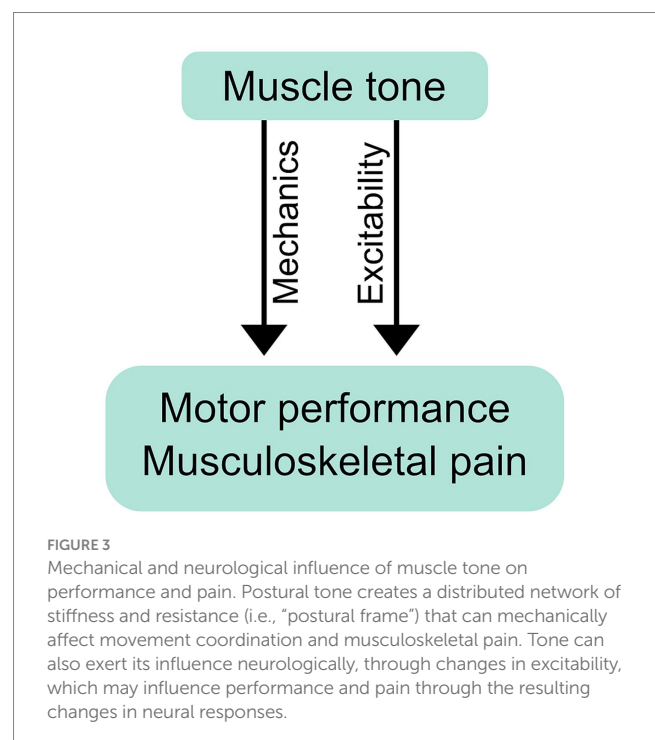 Muscle tone
Mechanics
Excitability
Motor performance
Musculoskeletal pain
FIGURE 3
Mechanical and neurological influence of muscle tone on
performance and pain. Postural tone creates a distributed network of
stiffness and resistance (i.e., “postural frame”) that can mechanically
affect movement coordination and musculoskeletal pain. Tone can
also exert its influence neurologically, through changes in excitability,
which may influence performance and pain through the resulting
changes in neural responses.